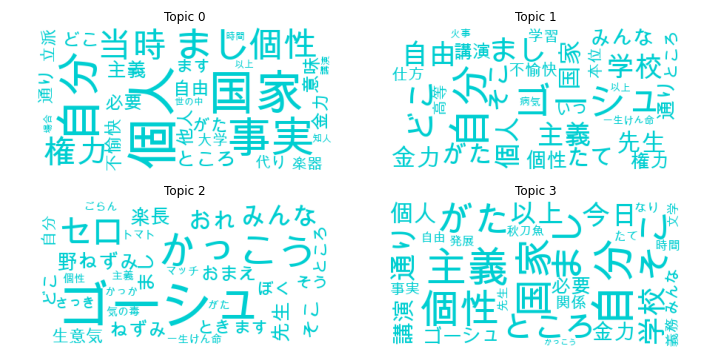 Topic 0
どこ
当時
まし
個性
立派
時間
以上
主義
ます
意味
講演
通り
自分
個人
自由
国家
必要
世の中
金力
場合
他人
がた
事実
知人
権力
不愉快
大学
ところ
代り
楽器
Topic 1
火事
学習
みんな
自由
講演
まし
国家
本位
ところ
仕方
どこ
不愉快
学校
自分
そこ
病気
いっ
以上
通り
高等
ゴーシュ
一生けん命
個人
主義
先生
金力
がた
個性
たて
権力
Topic 2
ごらん
自分
セロ
楽長
おれ
みんな
トマト
かっこう
ところ
野ねずみ
主義
まし
マッチ
おまえ
どこ
個性
ゴーシュ
ぼく
そう
さっき
かっか
気の毒
がた
先生
そこ
生意気
ねずみ
とき
ます
一生けん命
Topic 3
個人
がた
以上
今日
なり
文学
秋刀魚
まし
そこ
通り
自由
発展
たて
時間
主義
国家
自分
みんな
事実
個性
先生
必要
関係
学校
講演
ゴーシュ
ところ
金力
義務
かっこう